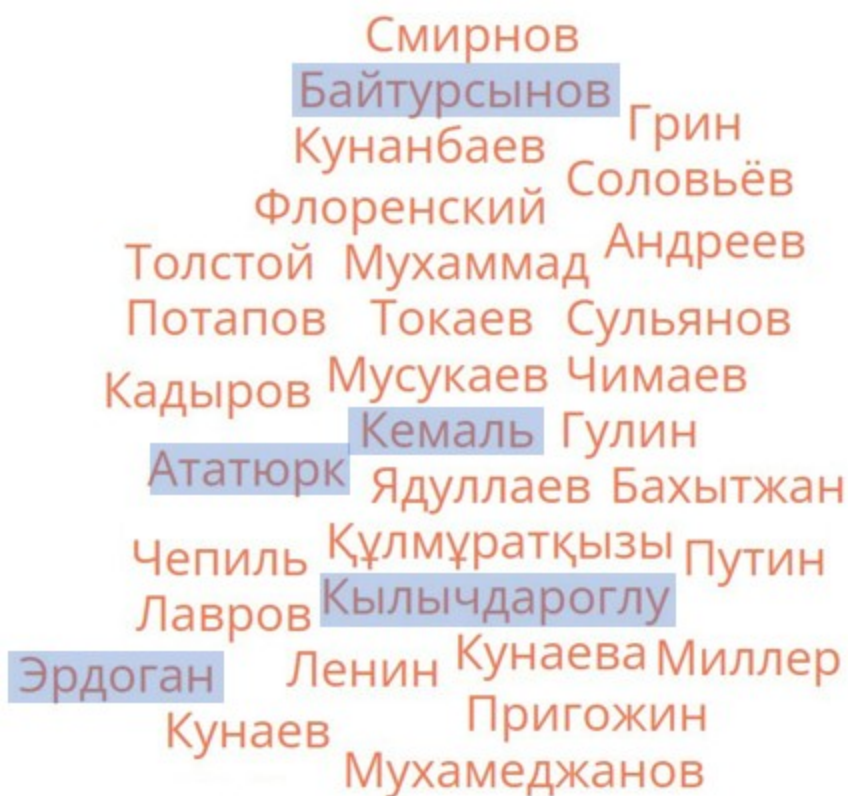 Смирнов
Байтурсынов
Грин
Кунанбаев
Соловьёв
Флоренский
Андреев
Толстой Мухаммад
Потапов Токаев Сульянов
Кадыров Мусукаев Чимаев
Кемаль Гулин
Ататюрк
Ядуллаев Бахытжан
Чепиль Құлмұратқызы Путин
Лавров Кылычдароглу
Эрдоган Ленин Кунаева Миллер
Кунаев Пригожин
Мухамеджанов